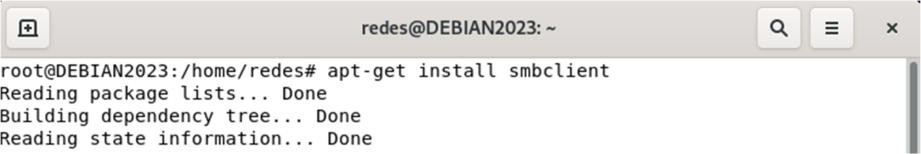 redes@DEBIAN2023: ~
root@DEBIAN2023:/home/redes# apt-get install smbclient
Reading package lists... Done
Building dependency tree... Done
Reading state information... Done